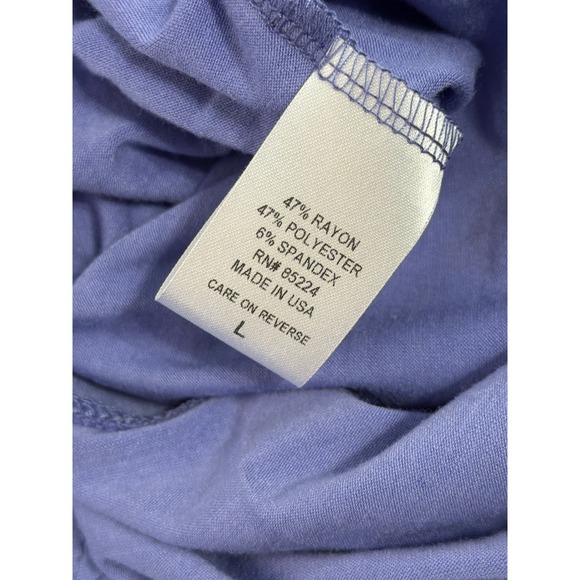 47% RAYON
47% POLYESTER
6% SPANDEX
RN# 85224
MADE IN USA
CARE ON REVERSE
L